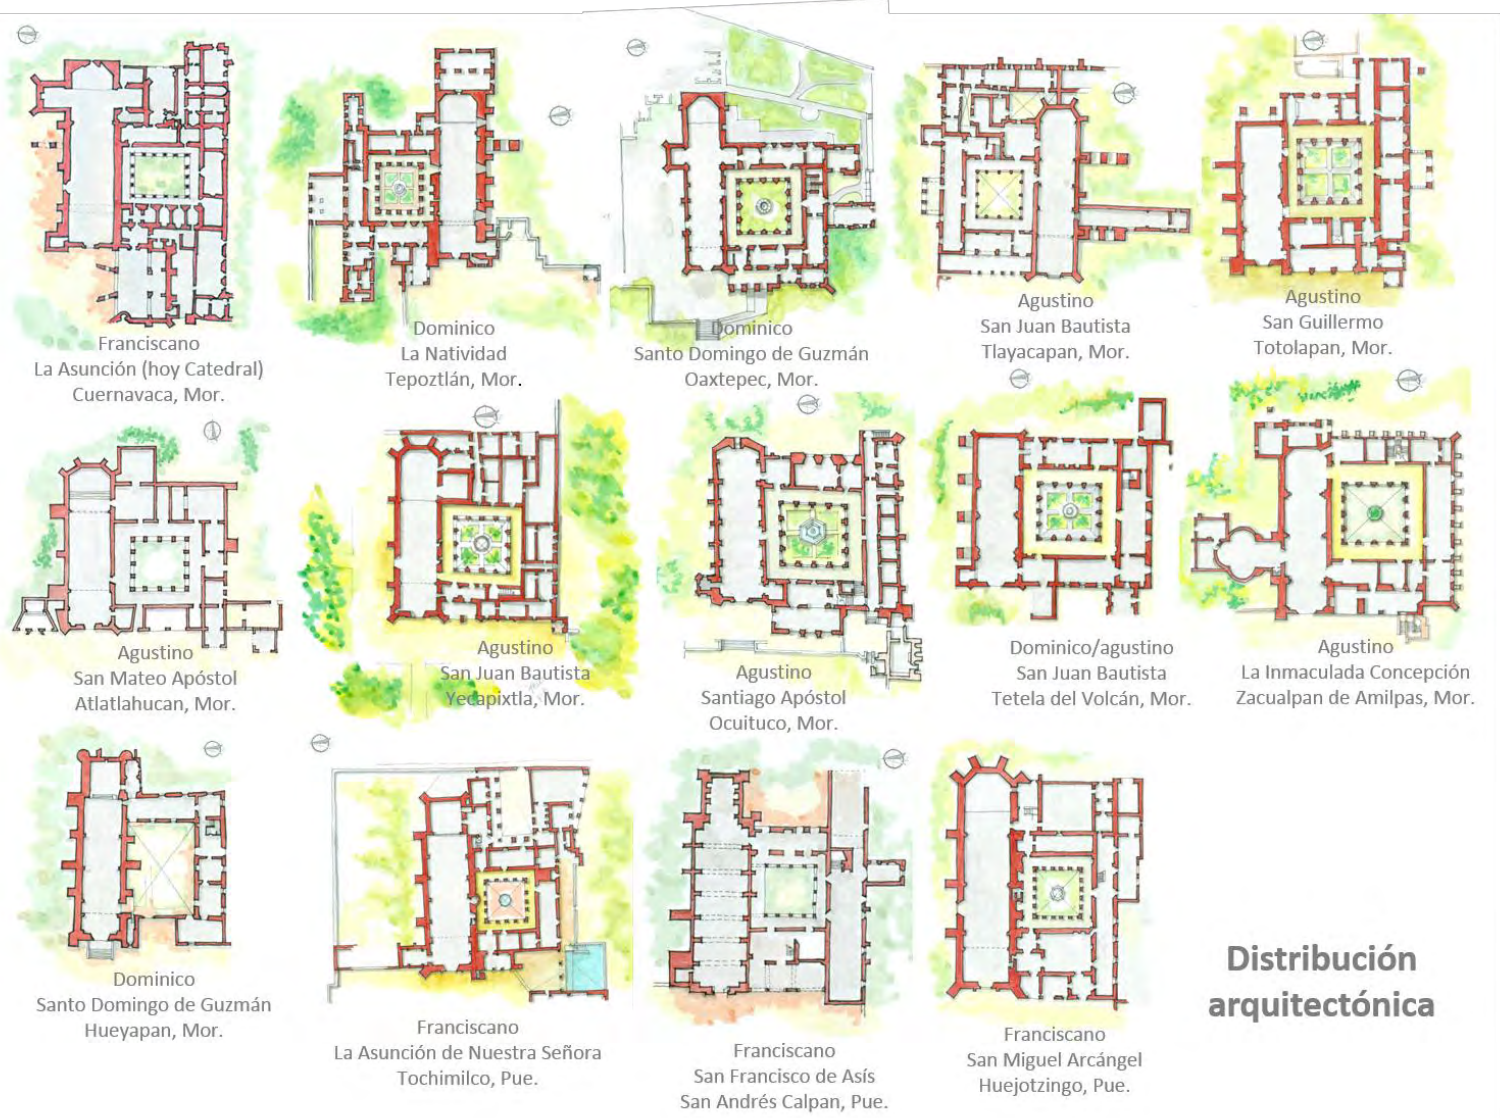 Franciscano
La Asunción (hoy Catedral)
Cuernavaca, Mor.
Dominico
La Natividad
Tepoztlán, Mor.
Dominico
Santo Domingo de Guzmán
Oaxtepec, Mor.
Agustino
San Juan Bautista
Tlayacapan, Mor.
Agustino
San Guillermo
Totolapan, Mor.
Agustino
San Mateo Apóstol
Atlatlahucan, Mor.
Agustino
San Juan Bautista
Yecapixtla, Mor.
Agustino
Santiago Apóstol
Ocuituco, Mor.
Dominico/agustino
San Juan Bautista
Tetela del Volcán, Mor.
Agustino
La Inmaculada Concepción
Zacualpan de Amilpas, Mor.
Dominico
Santo Domingo de Guzmán
Hueyapan, Mor.
Franciscano
La Asunción de Nuestra Señora
Tochimilco, Pue.
Franciscano
San Francisco de Asís
San Andrés Calpan, Pue.
Franciscano
San Miguel Arcángel
Huejotzingo, Pue.
Distribución
arquitectónica